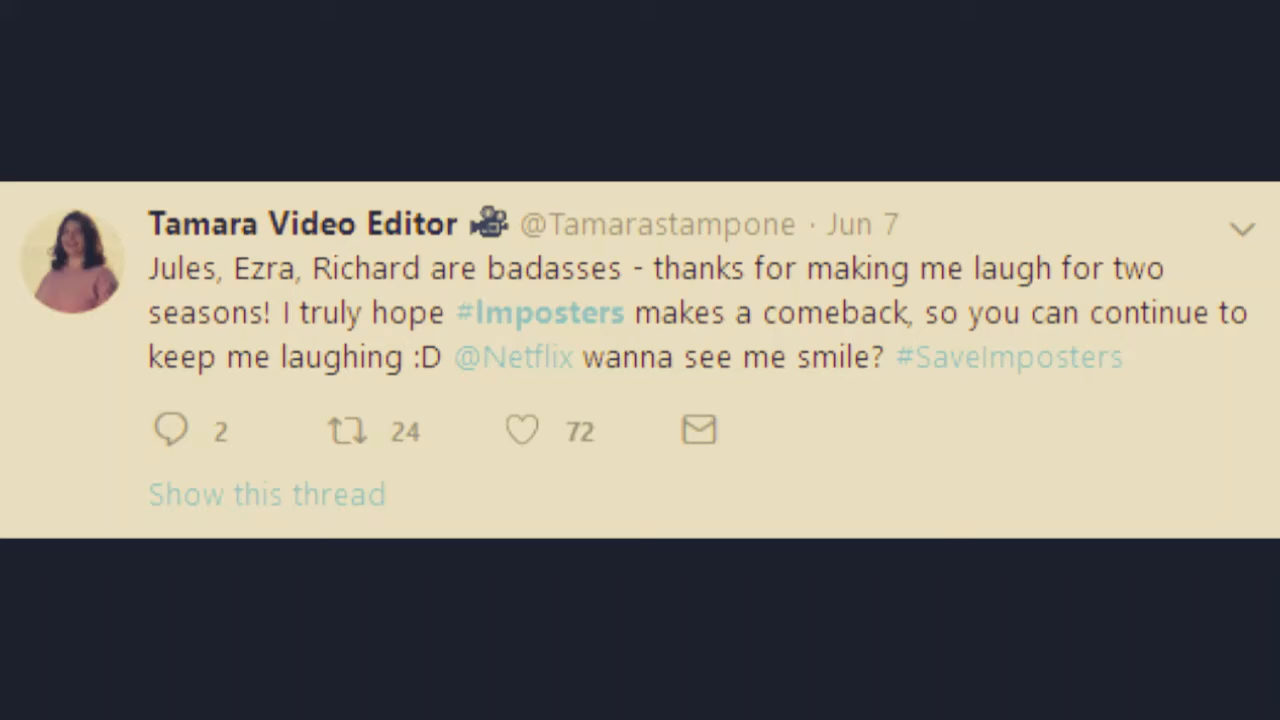 Tamara Video Editor 🎥 @Tamarastampone · Jun 7
Jules, Ezra, Richard are badasses - thanks for making me laugh for two
seasons! I truly hope #Imposters makes a comeback, so you can continue to
keep me laughing :D @Netflix wanna see me smile? #SaveImposters
2 24 72
Show this thread